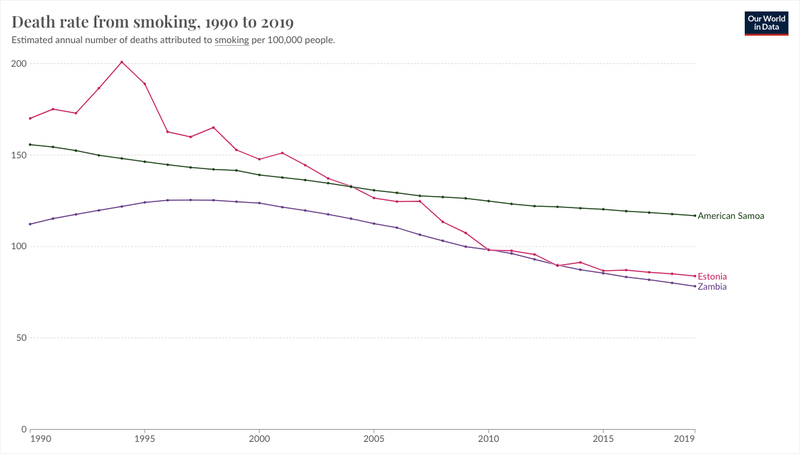 Death rate from smoking, 1990 to 2019
Our World
in Data
Estimated annual number of deaths attributed to smoking per 100,000 people.
200
150
100
50
0
American Samoa
Estonia
Zambia
1990
1995
2000
2005
2010
2015
2019